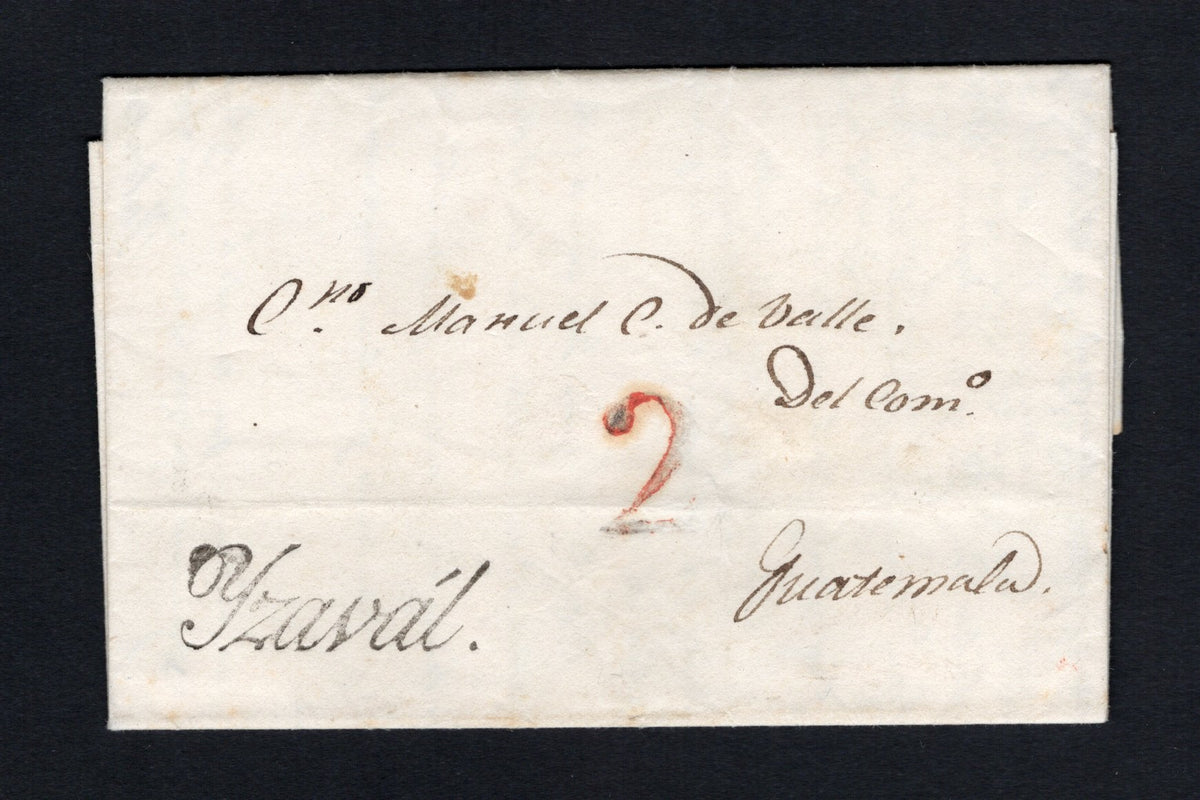 C.no Manuel C. de Valle.
Del Com.o
2
Yzavál.
Guatemala.